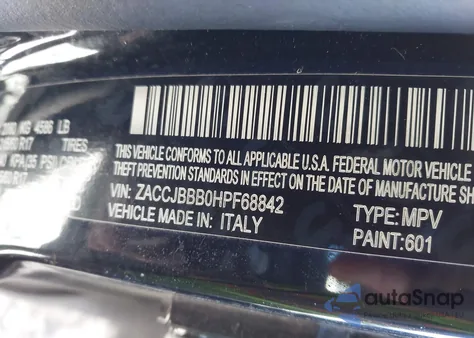 KG 4586 LB
R17 TIRES
KPA/35 PSI
R17
THIS VEHICLE CONFORMS TO ALL APPLICABLE U.S.A. FEDERAL MOTOR VEHICLE
THEFT PREVENTION STANDARDS IN EFFECT ON THE DATE OF MANUFACTURE
VIN: ZACCJBBB0HPF68842 TYPE: MPV
VEHICLE MADE IN: ITALY PAINT: 601
autoSnap